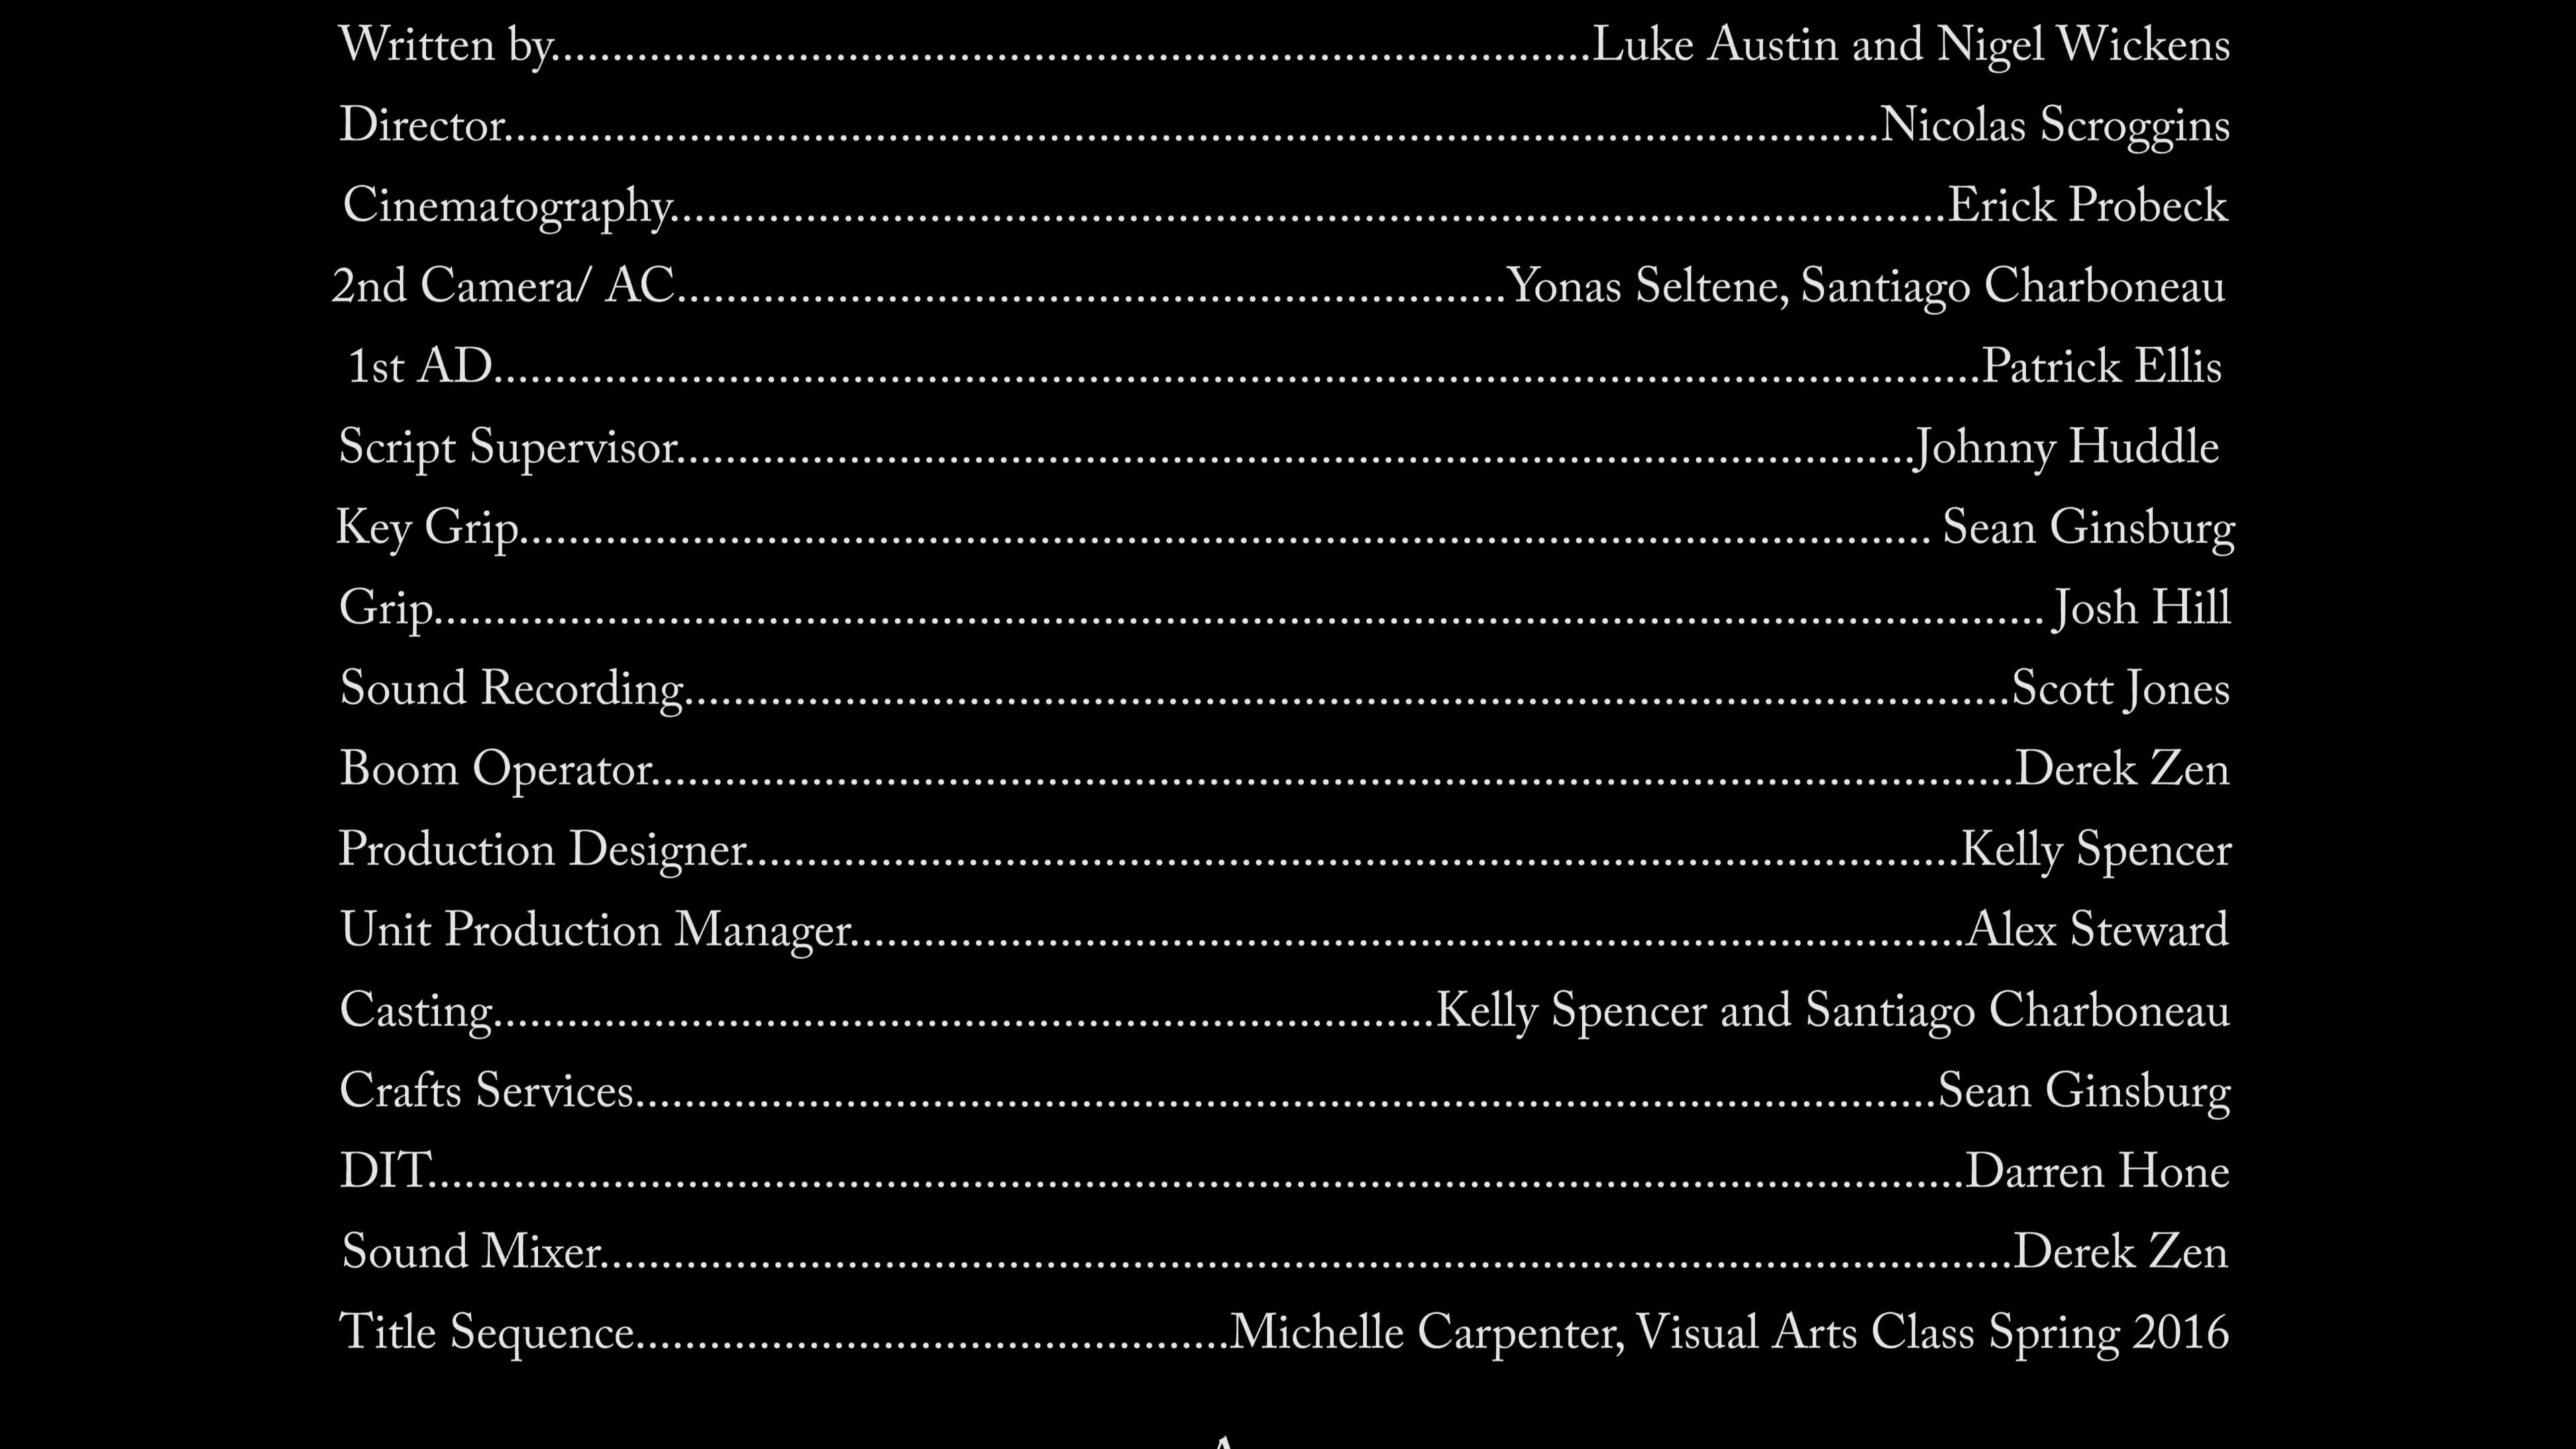 Written by....................................................................................Luke Austin and Nigel Wickens
Director...............................................................................................................Nicolas Scroggins
Cinematography.......................................................................................................Erick Probeck
2nd Camera/ AC...................................................................Yonas Seltene, Santiago Charboneau
1st AD........................................................................................................................Patrick Ellis
Script Supervisor....................................................................................................Johnny Huddle
Key Grip.................................................................................................................. Sean Ginsburg
Grip.................................................................................................................................. Josh Hill
Sound Recording...........................................................................................................Scott Jones
Boom Operator..............................................................................................................Derek Zen
Production Designer..................................................................................................Kelly Spencer
Unit Production Manager..........................................................................................Alex Steward
Casting............................................................................Kelly Spencer and Santiago Charboneau
Crafts Services.........................................................................................................Sean Ginsburg
DIT............................................................................................................................Darren Hone
Sound Mixer..................................................................................................................Derek Zen
Title Sequence................................................Michelle Carpenter, Visual Arts Class Spring 2016